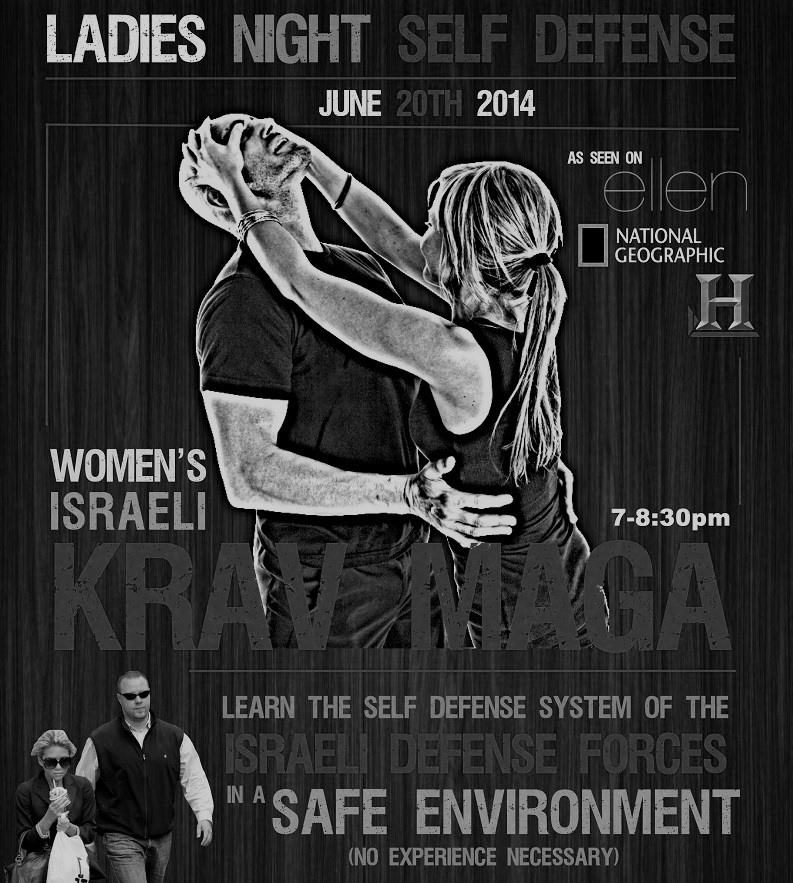 LADIES NIGHT SELF DEFENSE
JUNE 20TH 2014
AS SEEN ON
ellen
NATIONAL
GEOGRAPHIC
H
WOMEN'S
ISRAELI
7-8:30pm
KRAV MAGA
LEARN THE SELF DEFENSE SYSTEM OF THE
ISRAELI DEFENSE FORCES
IN A SAFE ENVIRONMENT
(NO EXPERIENCE NECESSARY)